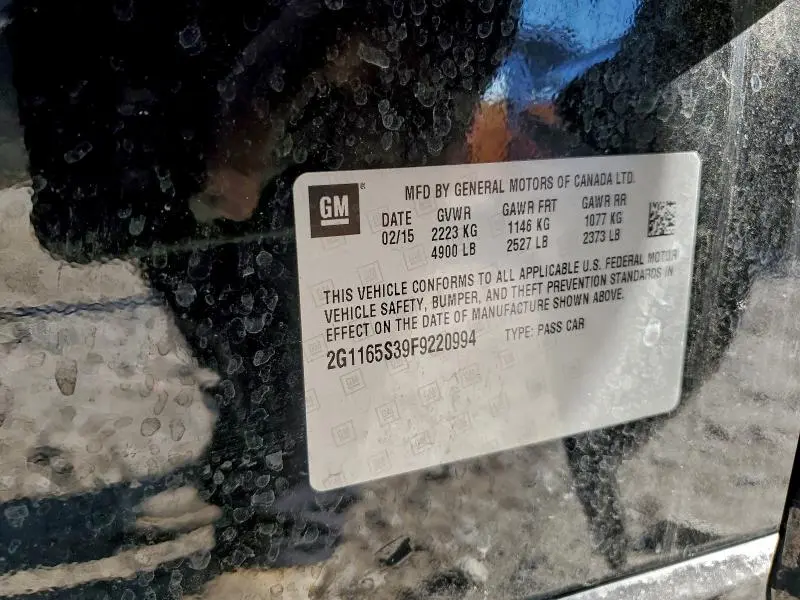 GM
MFD BY GENERAL MOTORS OF CANADA LTD.
DATE GVWR GAWR FRT GAWR RR
02/15 2223 KG 1146 KG 1077 KG
4900 LB 2527 LB 2373 LB
THIS VEHICLE CONFORMS TO ALL APPLICABLE U.S. FEDERAL MOTOR
VEHICLE SAFETY, BUMPER, AND THEFT PREVENTION STANDARDS IN
EFFECT ON THE DATE OF MANUFACTURE SHOWN ABOVE.
2G1165S39F9220994 TYPE: PASS CAR